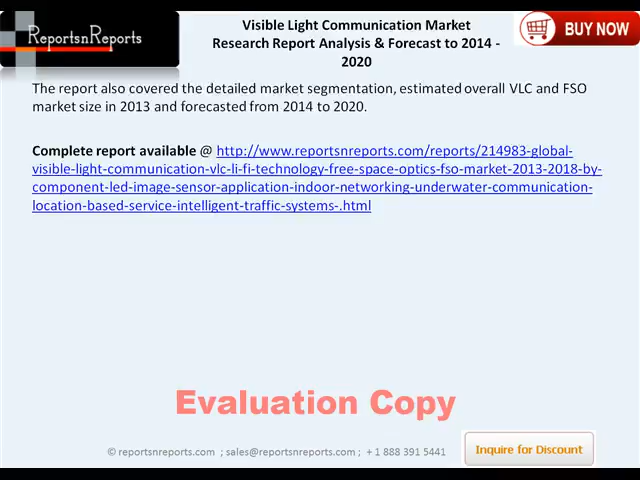 ReportsnReports
Visible Light Communication Market
Research Report Analysis & Forecast to 2014 -
2020
BUY NOW
The report also covered the detailed market segmentation, estimated overall VLC and FSO
market size in 2013 and forecasted from 2014 to 2020.
Complete report available @ http://www.reportsnreports.com/reports/214983-global-
visible-light-communication-vlc-li-fi-technology-free-space-optics-fso-market-2013-2018-by-
component-led-image-sensor-application-indoor-networking-underwater-communication-
location-based-service-intelligent-traffic-systems-.html
Evaluation Copy
© reportsnreports.com ; sales@reportsnreports.com ; + 1 888 391 5441
Inquire for Discount